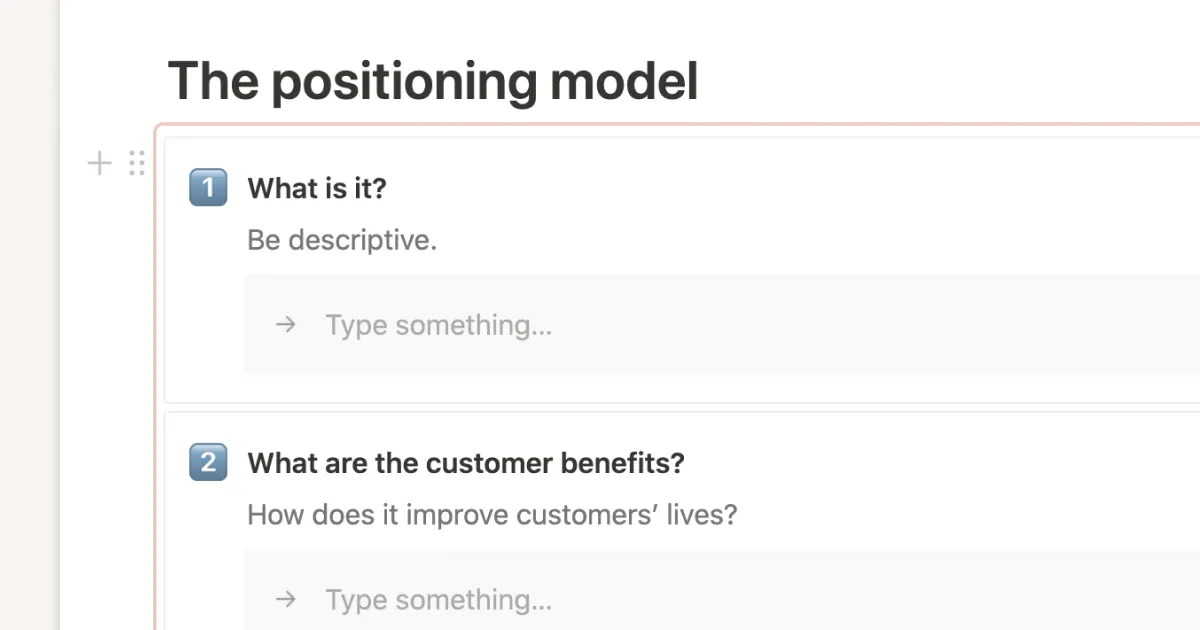 The positioning model
1 What is it?
Be descriptive.
→ Type something...
2 What are the customer benefits?
How does it improve customers’ lives?
→ Type something...